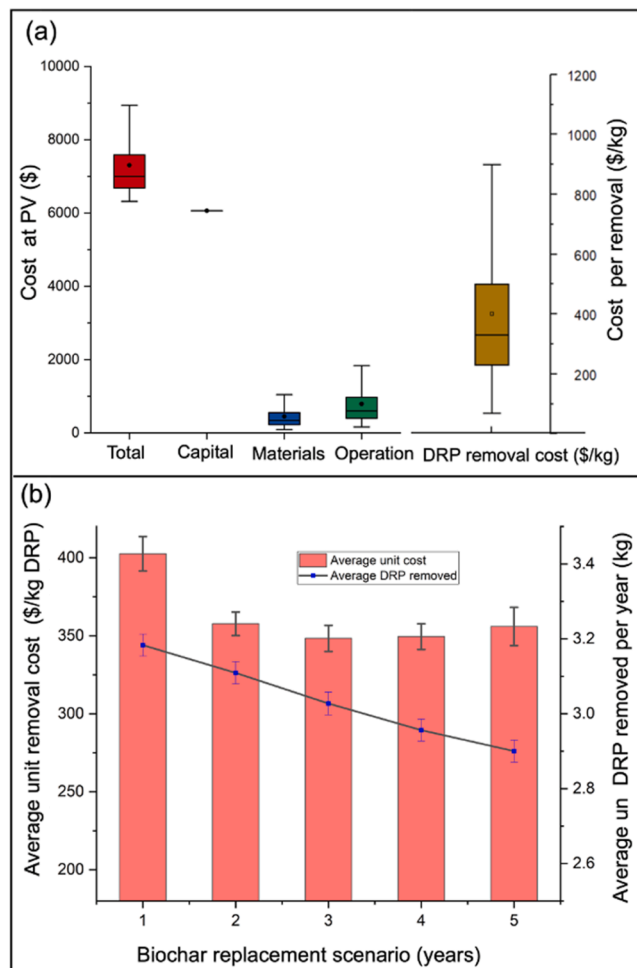 (a)
10000
8000
6000
4000
2000
0
Cost at PV ($)
Total
Capital
Materials
Operation
DRP removal cost ($/kg)
1200
1000
800
600
400
200
0
Cost per removal ($/kg)
(b)
400
350
300
250
200
Average unit removal cost ($/kg DRP)
Average unit cost
Average DRP removed
3.4
3.2
3.0
2.8
2.6
Average un DRP removed per year (kg)
1
2
3
4
5
Biochar replacement scenario (years)